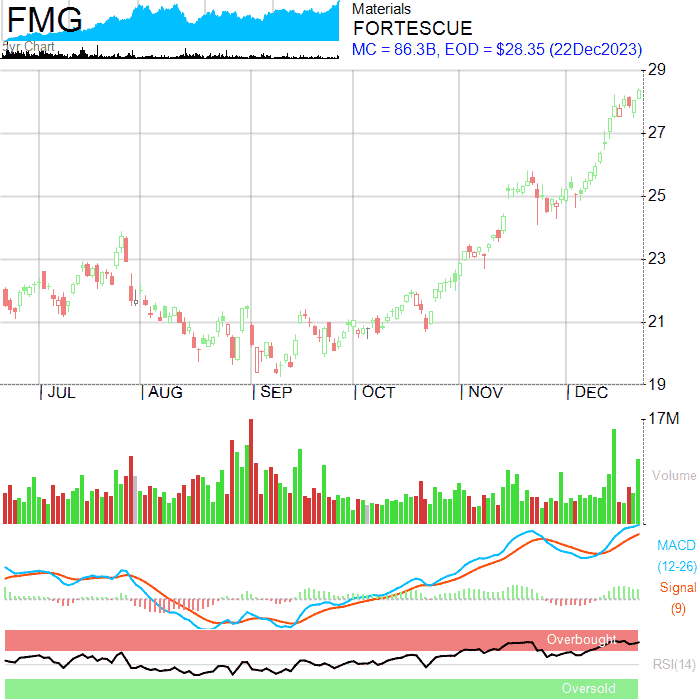 FMG
5yr Chart
Materials
FORTESCUE
MC = 86.3B, EOD = $28.35 (22Dec2023)
29
27
25
23
21
19
JUL AUG SEP OCT NOV DEC
17M
Volume
MACD
(12-26)
Signal
(9)
Overbought
RSI(14)
Oversold